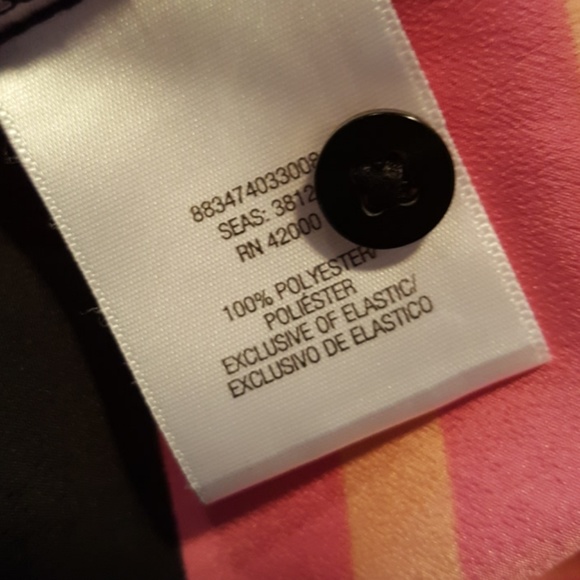 883474033008
SEAS: 3812
RN 42000
100% POLYESTER/
POLIÉSTER
EXCLUSIVE OF ELASTIC/
EXCLUSIVO DE ELASTICO